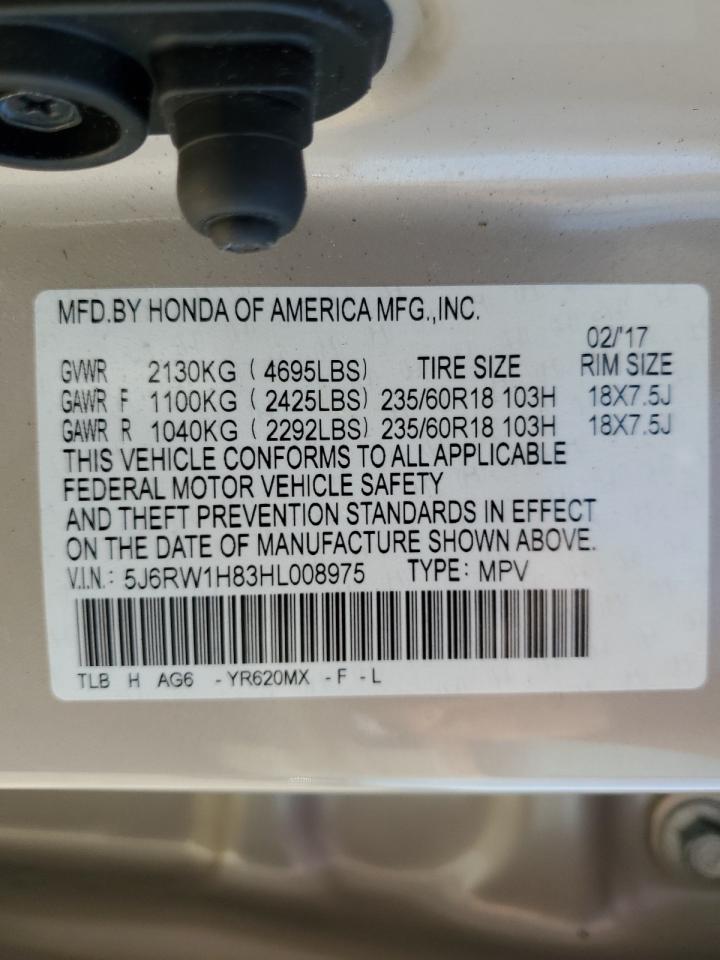 MFD.BY HONDA OF AMERICA MFG.,INC.
02/'17
GVWR 2130KG ( 4695LBS) TIRE SIZE RIM SIZE
GAWR F 1100KG ( 2425LBS) 235/60R18 103H 18X7.5J
GAWR R 1040KG ( 2292LBS) 235/60R18 103H 18X7.5J
THIS VEHICLE CONFORMS TO ALL APPLICABLE
FEDERAL MOTOR VEHICLE SAFETY
AND THEFT PREVENTION STANDARDS IN EFFECT
ON THE DATE OF MANUFACTURE SHOWN ABOVE.
V.I.N.: 5J6RW1H83HL008975 TYPE: MPV
TLB H AG6 -YR620MX -F -L